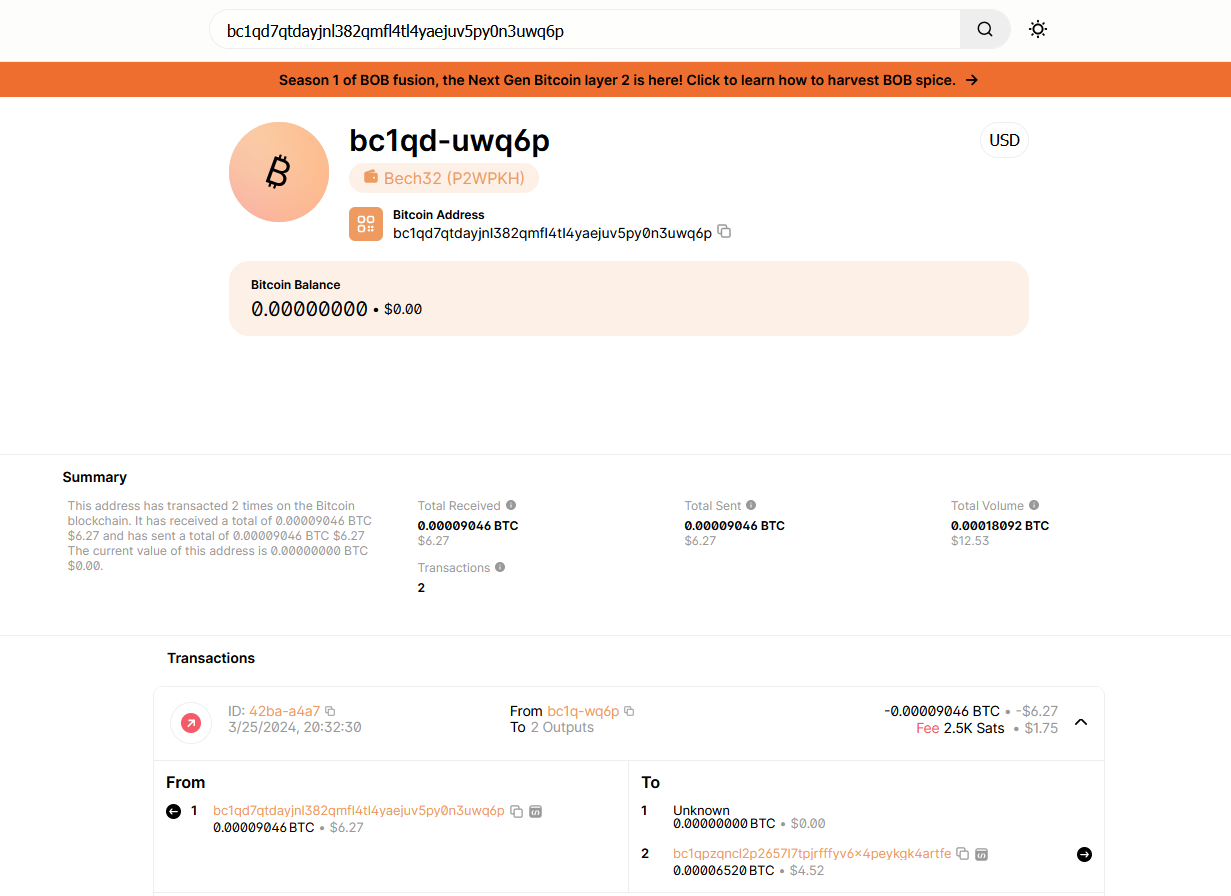 bc1qd7qtdayjnl382qmfl4tl4yaejuv5py0n3uwq6p
Season 1 of BOB fusion, the Next Gen Bitcoin layer 2 is here! Click to learn how to harvest BOB spice. →
bc1qd-uwq6p
USD
Bech32 (P2WPKH)
Bitcoin Address
bc1qd7qtdayjnl382qmfl4tl4yaejuv5py0n3uwq6p
Bitcoin Balance
0.00000000 • $0.00
Summary
This address has transacted 2 times on the Bitcoin
blockchain. It has received a total of 0.00009046 BTC
$6.27 and has sent a total of 0.00009046 BTC $6.27
The current value of this address is 0.00000000 BTC
$0.00.
Total Received
0.00009046 BTC
$6.27
Total Sent
0.00009046 BTC
$6.27
Total Volume
0.00018092 BTC
$12.53
Transactions
2
Transactions
ID: 42ba-a4a7
3/25/2024, 20:32:30
From bc1q-wq6p
To 2 Outputs
-0.00009046 BTC • -$6.27
Fee 2.5K Sats • $1.75
From
1 bc1qd7qtdayjnl382qmfl4tl4yaejuv5py0n3uwq6p
0.00009046 BTC • $6.27
To
1 Unknown
0.00000000 BTC • $0.00
2 bc1qpzqncl2p2657l7tpjrfffyv6x4peykgk4artfe
0.00006520 BTC • $4.52